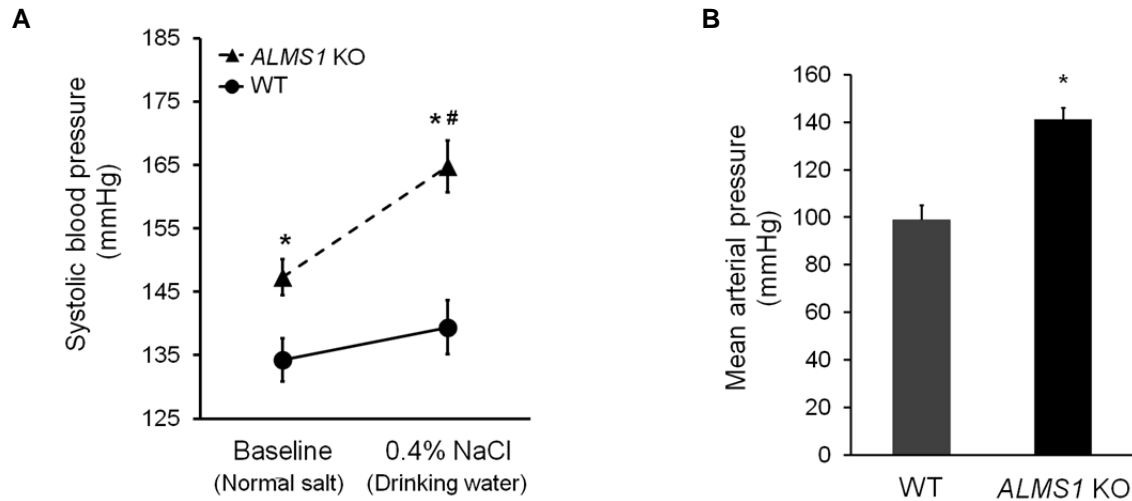 A
Systolic blood pressure
(mmHg)
185
175
165
155
145
135
125
ALMS1 KO
WT
*
* #
Baseline
(Normal salt)
0.4% NaCl
(Drinking water)
B
Mean arterial pressure
(mmHg)
160
140
120
100
80
60
40
20
0
*
WT
ALMS1 KO